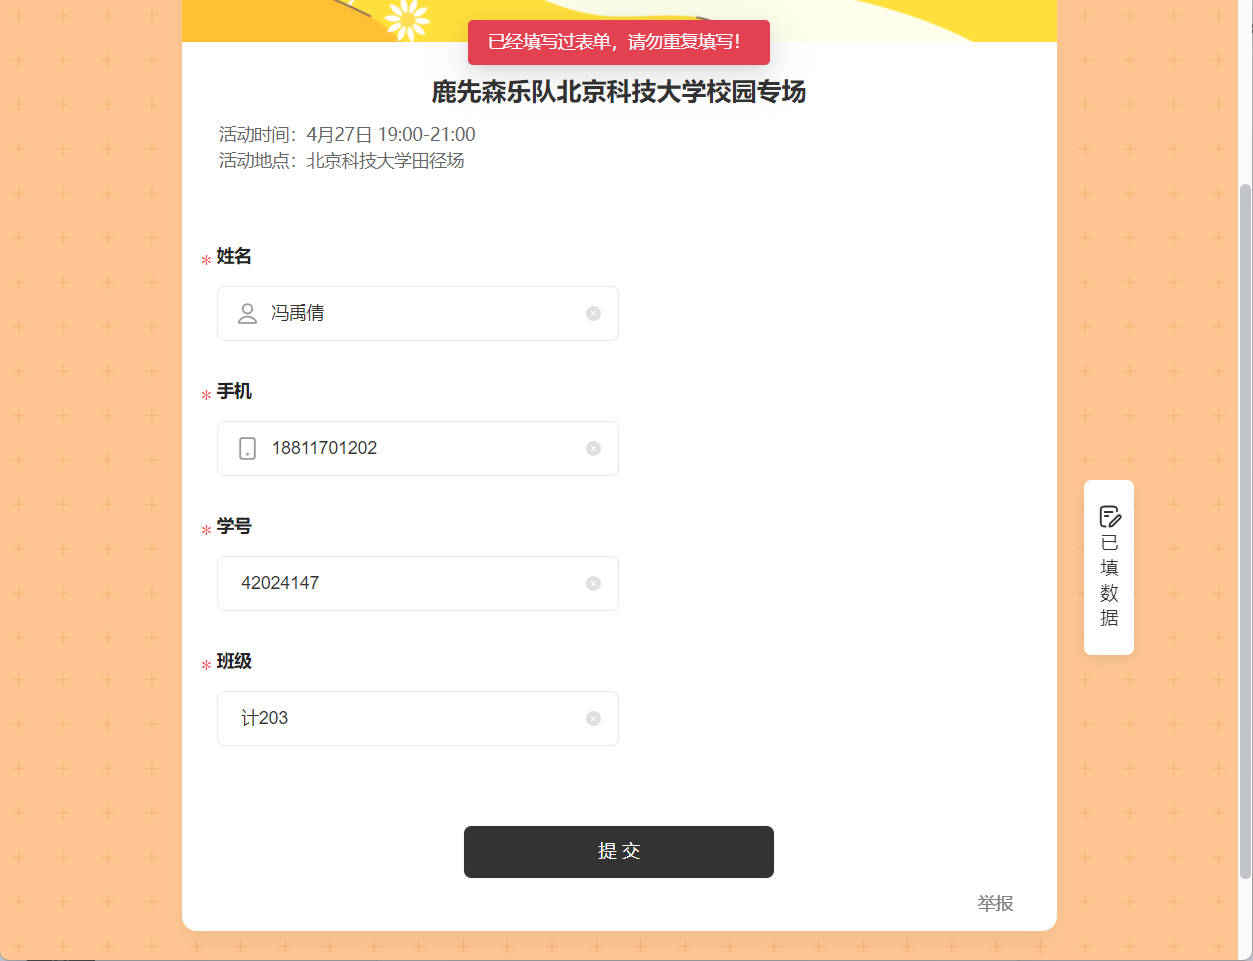 已经填写过表单，请勿重复填写！
鹿先森乐队北京科技大学校园专场
活动时间：4月27日 19:00-21:00
活动地点：北京科技大学田径场
* 姓名
冯禹倩
* 手机
18811701202
* 学号
42024147
* 班级
计203
提 交
举报
已
填
数
据